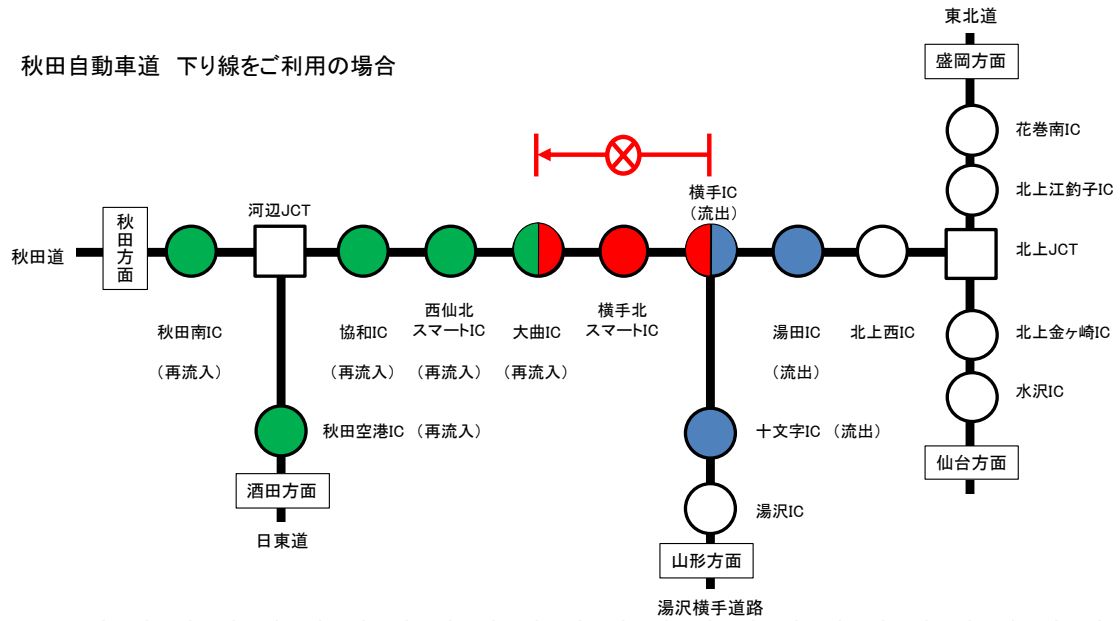 東北道
秋田自動車道 下り線をご利用の場合
盛岡方面
花巻南IC
北上江釣子IC
横手IC
（流出）
河辺JCT
秋田道
秋田方面
北上JCT
西仙北
スマートIC
横手北
スマートIC
秋田南IC
協和IC
大曲IC
湯田IC
北上西IC
北上金ヶ崎IC
（再流入）
（再流入）
（再流入）
（再流入）
（流出）
水沢IC
秋田空港IC （再流入）
十文字IC （流出）
仙台方面
酒田方面
湯沢IC
日東道
山形方面
湯沢横手道路